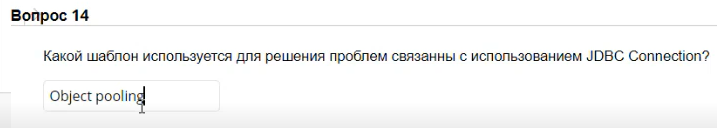 Вопрос 14
Какой шаблон используется для решения проблем связанны с использованием JDBC Connection?
Object pooling